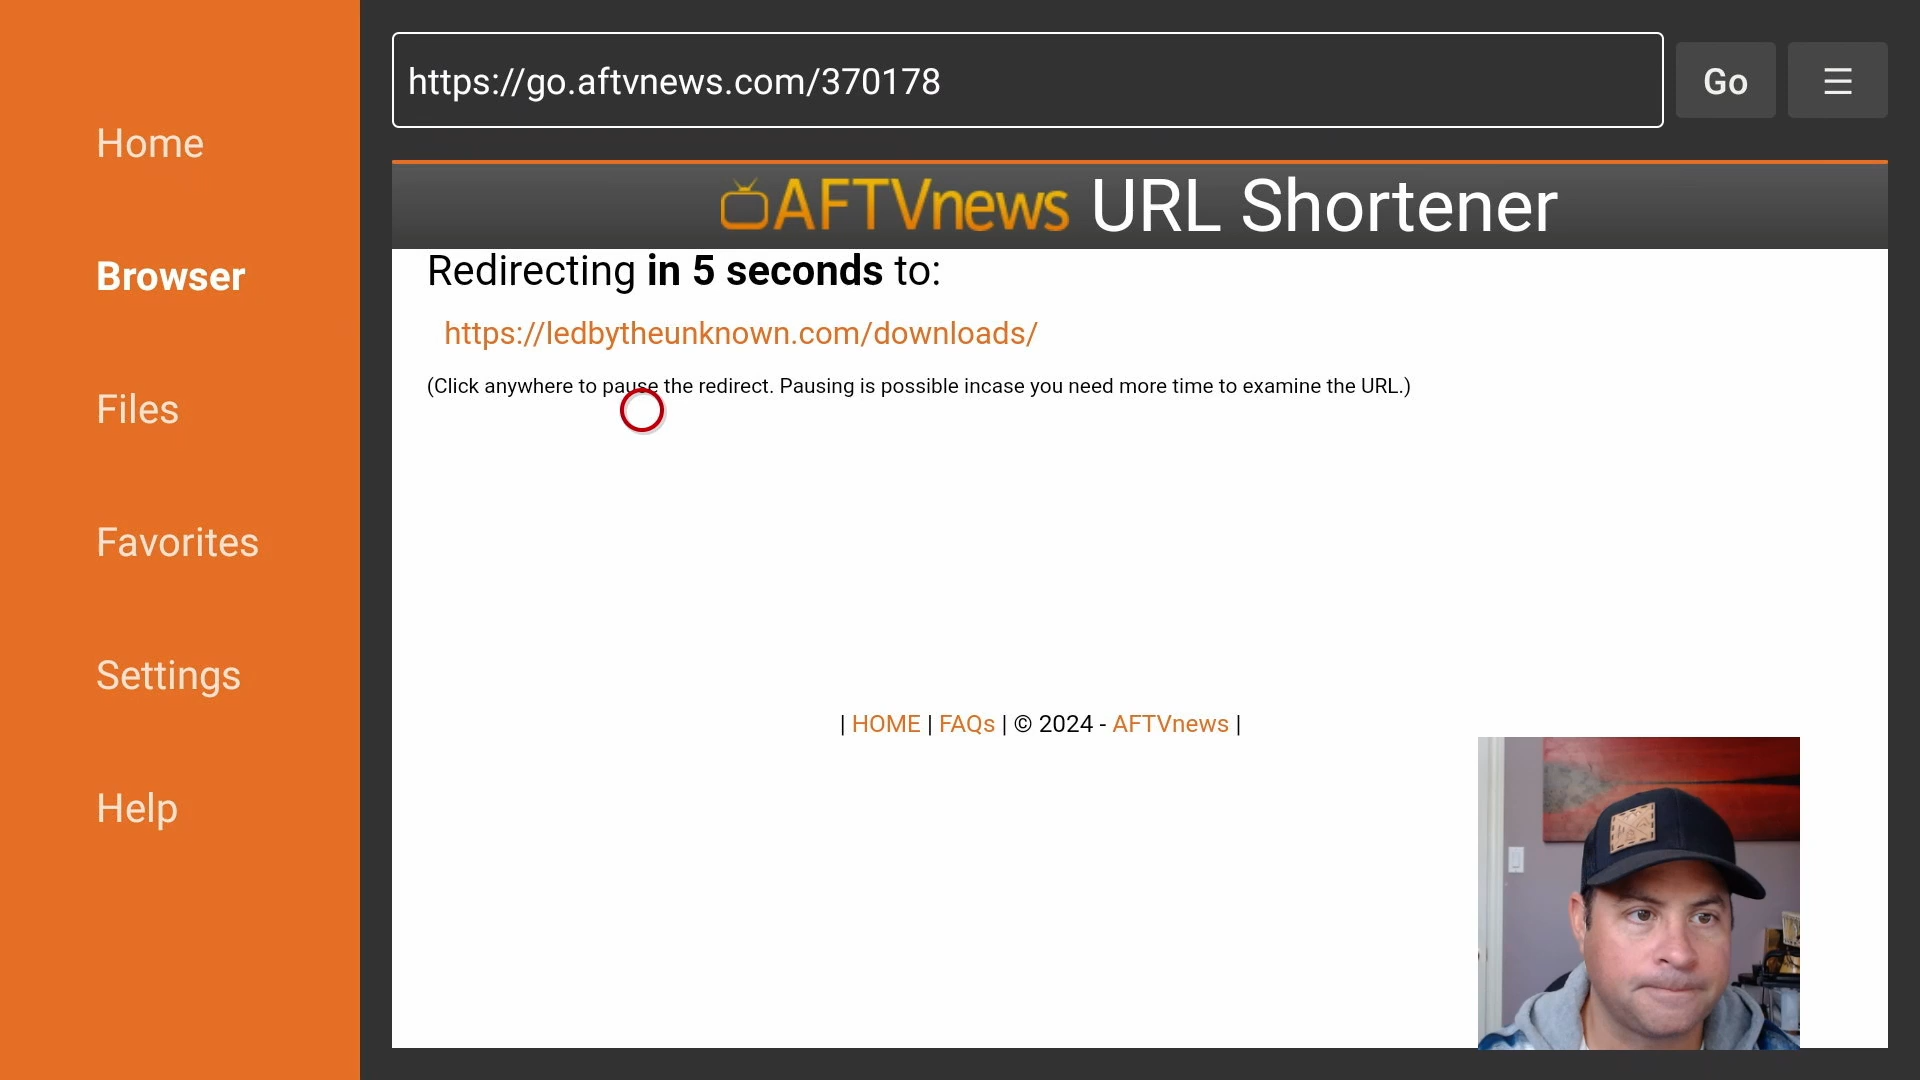 Home
Browser
Files
Favorites
Settings
Help
https://go.aftvnews.com/370178
Go
AFTVnews URL Shortener
Redirecting in 5 seconds to:
https://ledbytheunknown.com/downloads/
(Click anywhere to pause the redirect. Pausing is possible incase you need more time to examine the URL.)
| HOME | FAQs | © 2024 - AFTVnews |